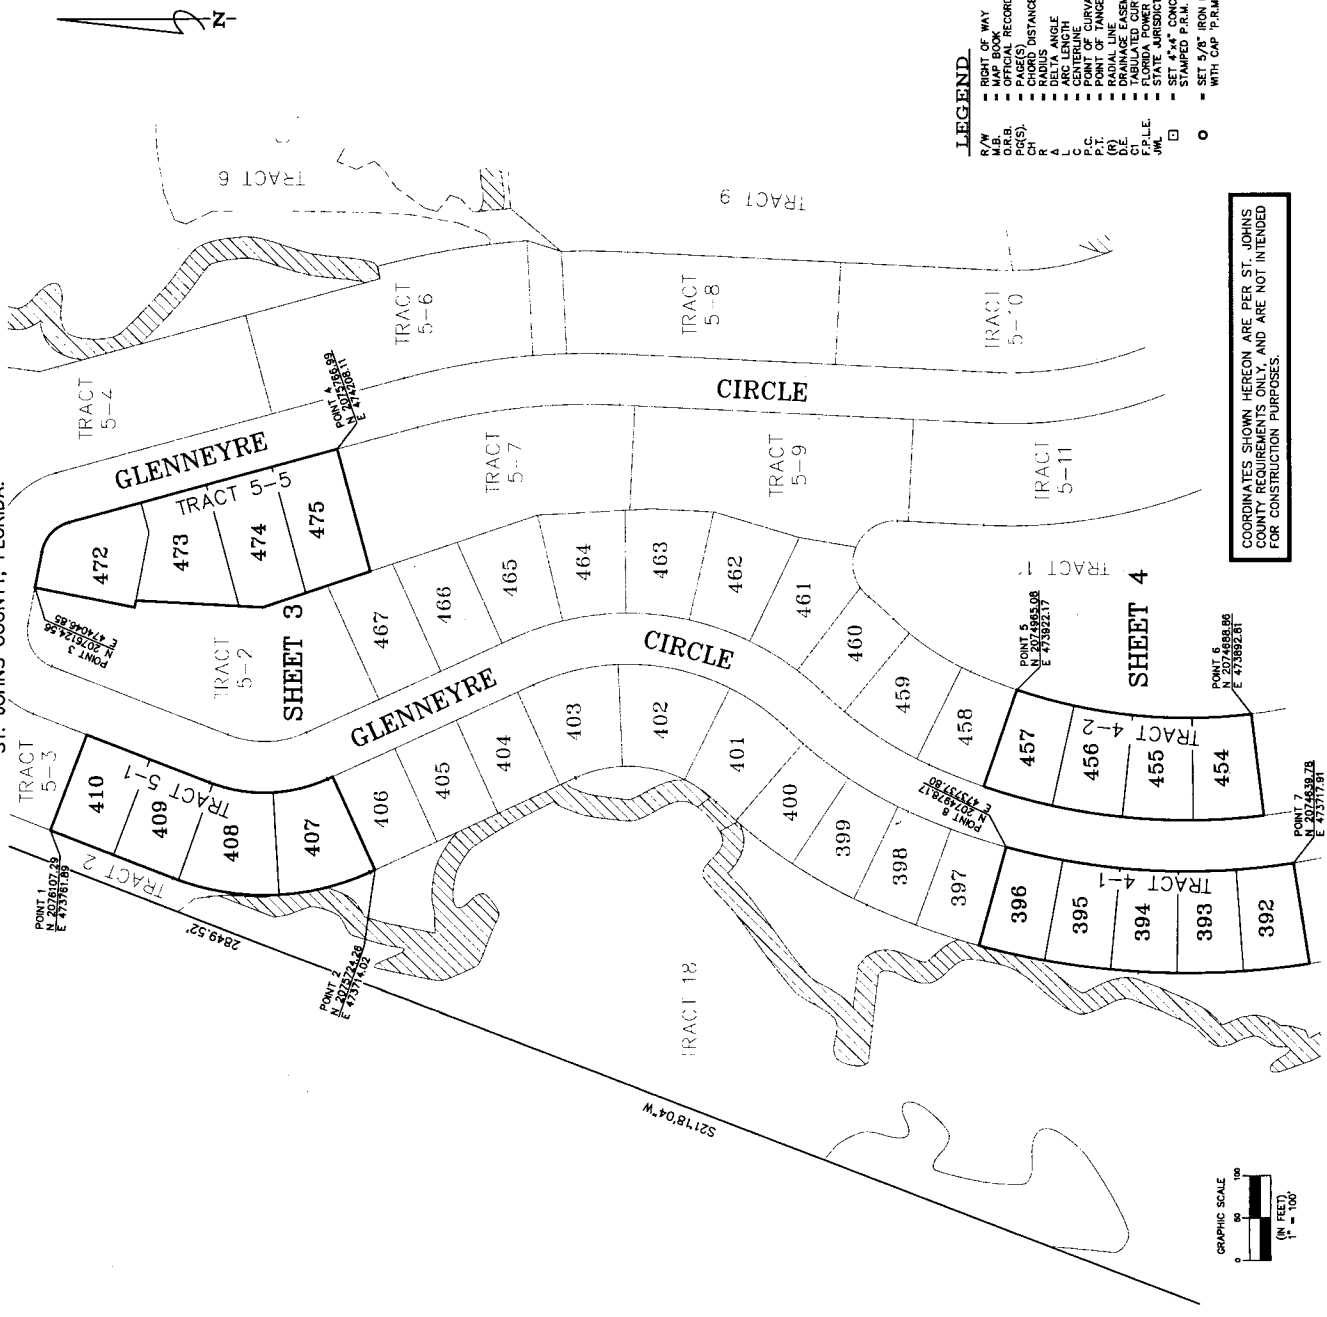 ST. JOHNS COUNTY, FLORIDA.
N
LEGEND
R/W = RIGHT OF WAY
M.B. = MAP BOOK
O.R.B. = OFFICIAL RECORD
PG(S). = PAGE(S)
CH = CHORD DISTANCE
R = RADIUS
Δ = DELTA ANGLE
L = ARC LENGTH
C = CENTERLINE
P.C. = POINT OF CURVA
P.T. = POINT OF TANGE
(R) = RADIAL LINE
D.E. = DRAINAGE EASEM
C1 = TABULATED CUR
F.P.L.E. = FLORIDA POWER
JWL = STATE JURISDICT
= SET 4"x4" CONC
STAMPED P.R.M.
= SET 5/8" IRON
WITH CAP "P.R.M
COORDINATES SHOWN HEREON ARE PER ST. JOHNS
COUNTY REQUIREMENTS ONLY, AND ARE NOT INTENDED
FOR CONSTRUCTION PURPOSES.
TRACT 6
TRACT 9
TRACT
5-4
TRACT
5-6
TRACT
5-8
TRACT
5-10
GLENNEYRE
CIRCLE
POINT 4
N 2075766.99
E 474208.11
472
473
474
475
TRACT 5-5
TRACT
5-7
TRACT
5-9
TRACT
5-11
POINT 3
N 2076124.56
E 474046.85
TRACT
5-2
SHEET 3
467
466
465
464
463
462
461
460
459
458
457
456
455
454
TRACT 4-2
TRACT 1
SHEET 4
POINT 5
N 2074965.08
E 473922.17
POINT 6
N 2074688.86
E 473892.81
GLENNEYRE
CIRCLE
TRACT
5-3
410
409
408
407
TRACT 5-1
406
405
404
403
402
401
400
399
398
397
396
395
394
393
392
TRACT 4-1
POINT 8
N 2074978.17
E 473737.80
POINT 7
N 2074639.78
E 473717.91
POINT 1
N 2076107.29
E 473761.89
TRACT 2
2849.52'
POINT 2
N 2075724.26
E 473714.02
TRACT 18
S21°18'04"W
GRAPHIC SCALE
0 50 100
(IN FEET)
1" = 100'